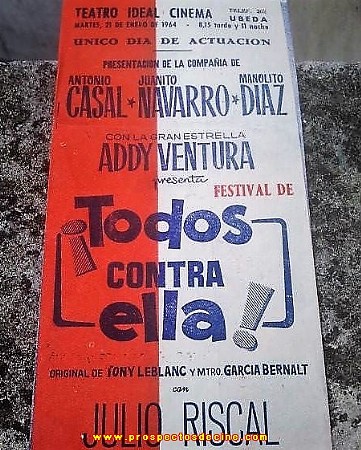 TEATRO IDEAL CINEMA
UBEDA
MARTES, 21 DE ENERO DE 1964 - 8,15 tarde y 11 noche
UNICO DIA DE ACTUACION
PRESENTACION DE LA COMPAÑIA DE
ANTONIO JUANITO MANOLITO
CASAL * NAVARRO * DIAZ
CON LA GRAN ESTRELLA
ADDY VENTURA
presenta
FESTIVAL DE
¡Todos
CONTRA
ella!
ORIGINAL DE TONY LEBLANC Y MTRO. GARCIA BERNALT
con
JULIO RISCAL
www.prospectosdecine.com